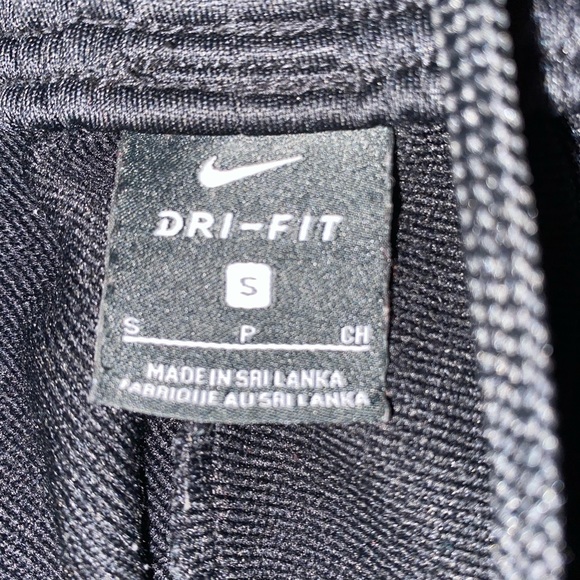 DRI-FIT
S
S P CH
MADE IN SRI LANKA
FABRIQUE AU SRI LANKA